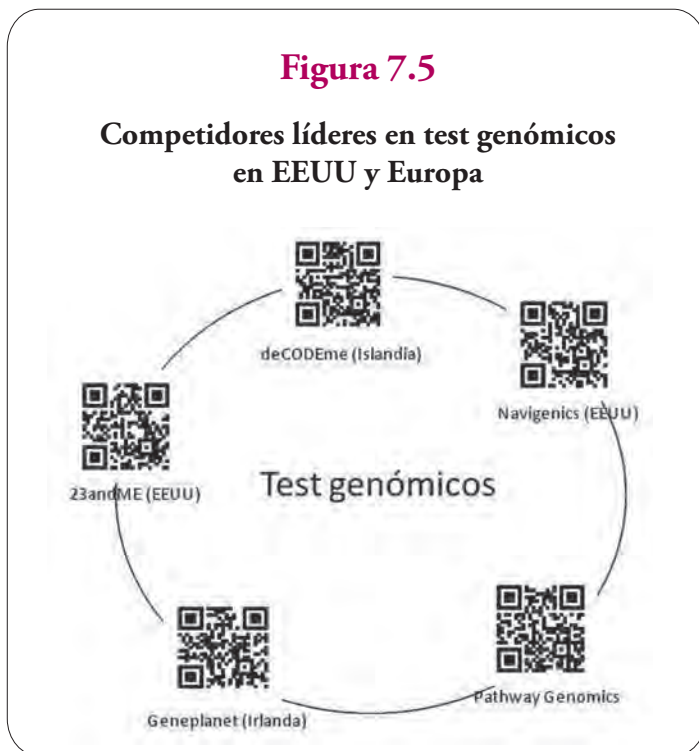 Figura 7.5
Competidores líderes en test genómicos
en EEUU y Europa
deCODEme (Islandia)
Navigenics (EEUU)
23andME (EEUU)
Test genómicos
Pathway Genomics
Geneplanet (Irlanda)